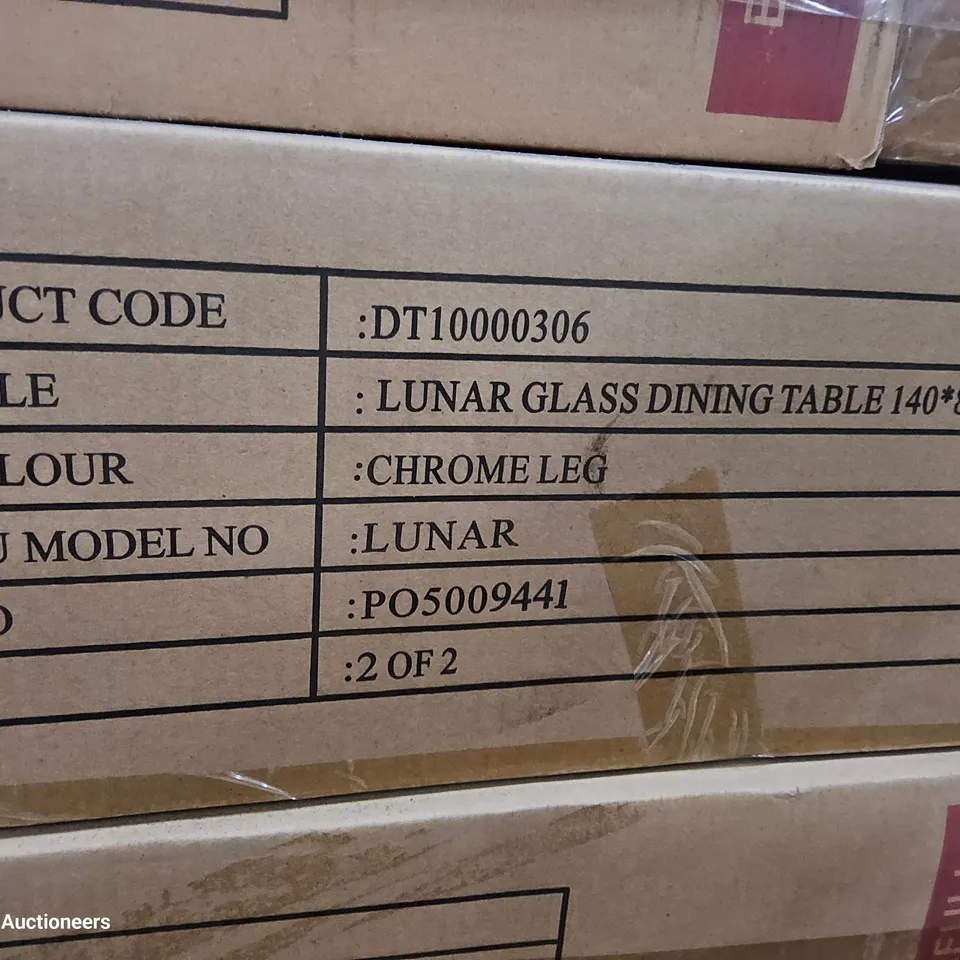 UCT CODE :DT10000306
LE : LUNAR GLASS DINING TABLE 140*8
LOUR :CHROME LEG
U MODEL NO :LUNAR
O :PO5009441
:2 OF 2
Auctioneers